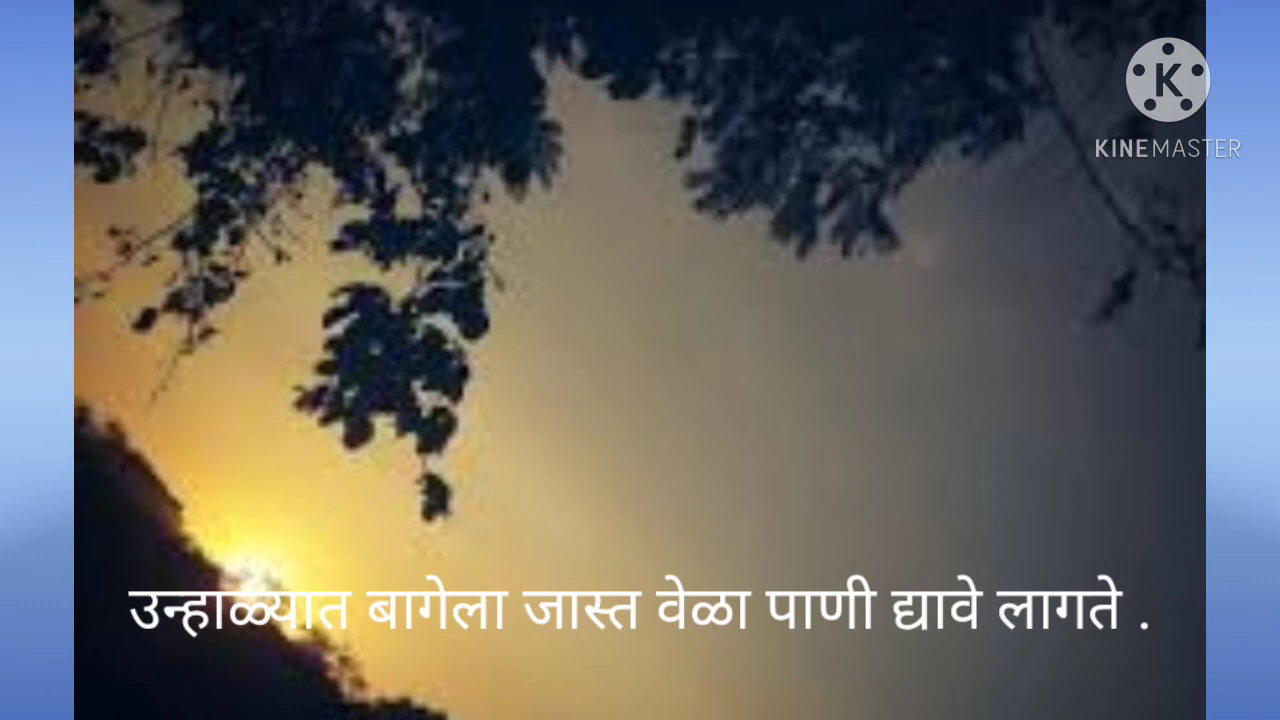 KINEMASTER
उन्हाळ्यात बागेला जास्त वेळा पाणी द्यावे लागते .